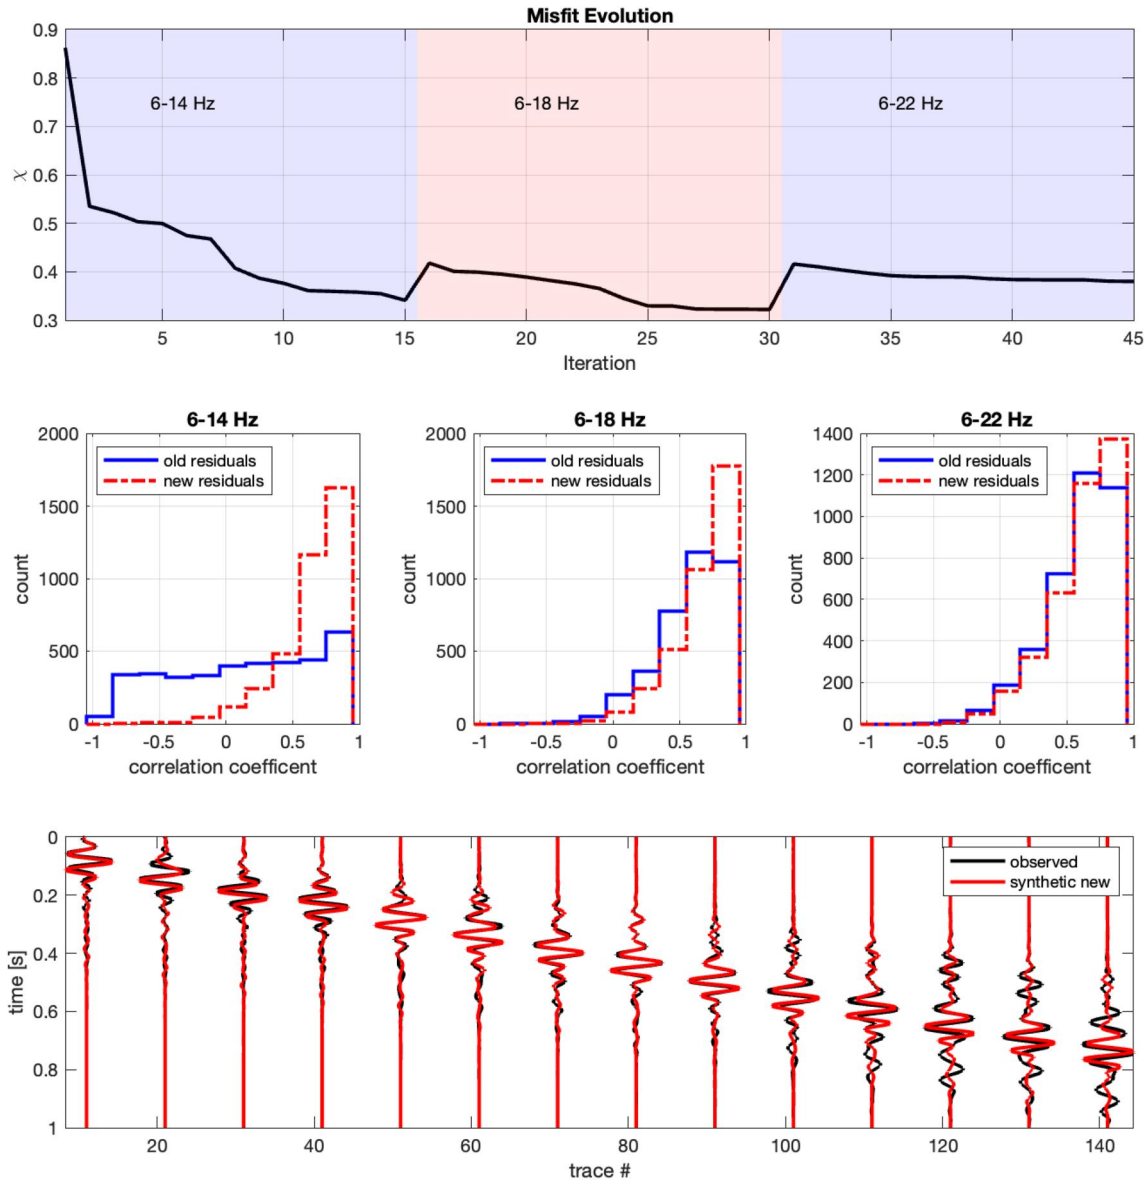 Misfit Evolution
0.9
0.8
0.7
0.6
0.5
0.4
0.3
χ
6-14 Hz
6-18 Hz
6-22 Hz
5
10
15
20
25
30
35
40
45
Iteration
6-14 Hz
2000
1500
1000
500
0
count
old residuals
new residuals
-1
-0.5
0
0.5
1
correlation coefficent
6-18 Hz
2000
1500
1000
500
0
count
old residuals
new residuals
-1
-0.5
0
0.5
1
correlation coefficent
6-22 Hz
1400
1200
1000
800
600
400
200
0
count
old residuals
new residuals
-1
-0.5
0
0.5
1
correlation coefficent
0
0.2
0.4
0.6
0.8
1
time [s]
observed
synthetic new
20
40
60
80
100
120
140
trace #